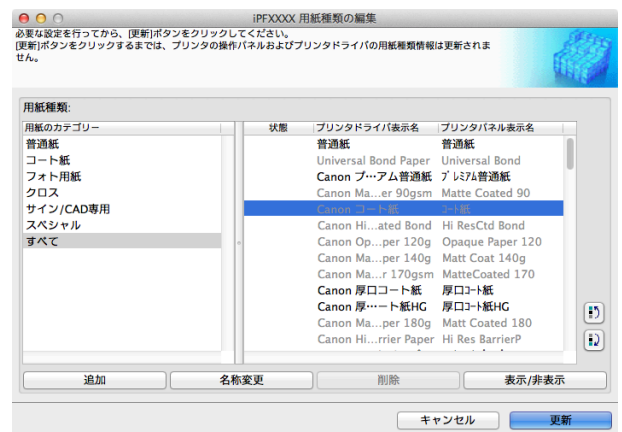 iPFXXXX 用紙種類の編集
必要な設定を行ってから、[更新]ボタンをクリックしてください。
[更新]ボタンをクリックするまでは、プリンタの操作パネルおよびプリンタドライバの用紙種類情報は更新されま
せん。
用紙種類:
用紙のカテゴリー 状態 プリンタドライバ表示名 プリンタパネル表示名
普通紙 普通紙 普通紙
コート紙 Universal Bond Paper Universal Bond
フォト用紙 Canon プ…アム普通紙 プレミアム普通紙
クロス Canon Ma...er 90gsm Matte Coated 90
サイン/CAD専用 Canon コート紙 コート紙
スペシャル Canon Hi...ated Bond Hi ResCtd Bond
すべて Canon Op...per 120g Opaque Paper 120
Canon Ma...per 140g Matt Coat 140g
Canon Ma...r 170gsm MatteCoated 170
Canon 厚口コート紙 厚口コート紙
Canon 厚…ート紙HG 厚口コート紙HG
Canon Ma...per 180g Matt Coated 180
Canon Hi...rrier Paper Hi Res BarrierP
追加 名称変更 削除 表示/非表示
キャンセル 更新